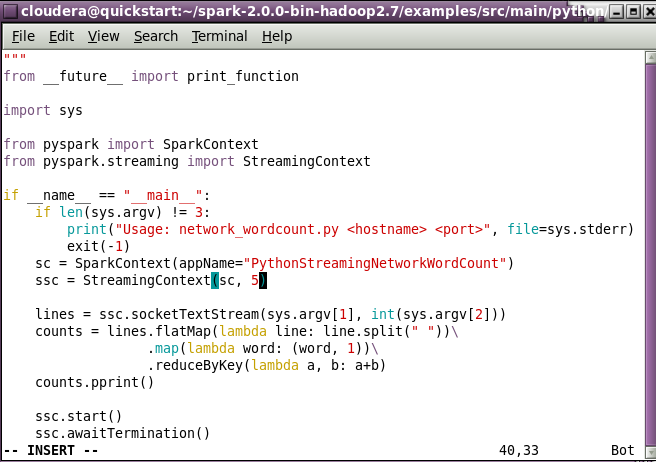 cloudera@quickstart:~/spark-2.0.0-bin-hadoop2.7/examples/src/main/python/
File Edit View Search Terminal Help
"""
from __future__ import print_function

import sys

from pyspark import SparkContext
from pyspark.streaming import StreamingContext

if __name__ == "__main__":
    if len(sys.argv) != 3:
        print("Usage: network_wordcount.py <hostname> <port>", file=sys.stderr)
        exit(-1)
    sc = SparkContext(appName="PythonStreamingNetworkWordCount")
    ssc = StreamingContext(sc, 5)

    lines = ssc.socketTextStream(sys.argv[1], int(sys.argv[2]))
    counts = lines.flatMap(lambda line: line.split(" "))\
                  .map(lambda word: (word, 1))\
                  .reduceByKey(lambda a, b: a+b)
    counts.pprint()

    ssc.start()
    ssc.awaitTermination()
-- INSERT -- 40,33 Bot